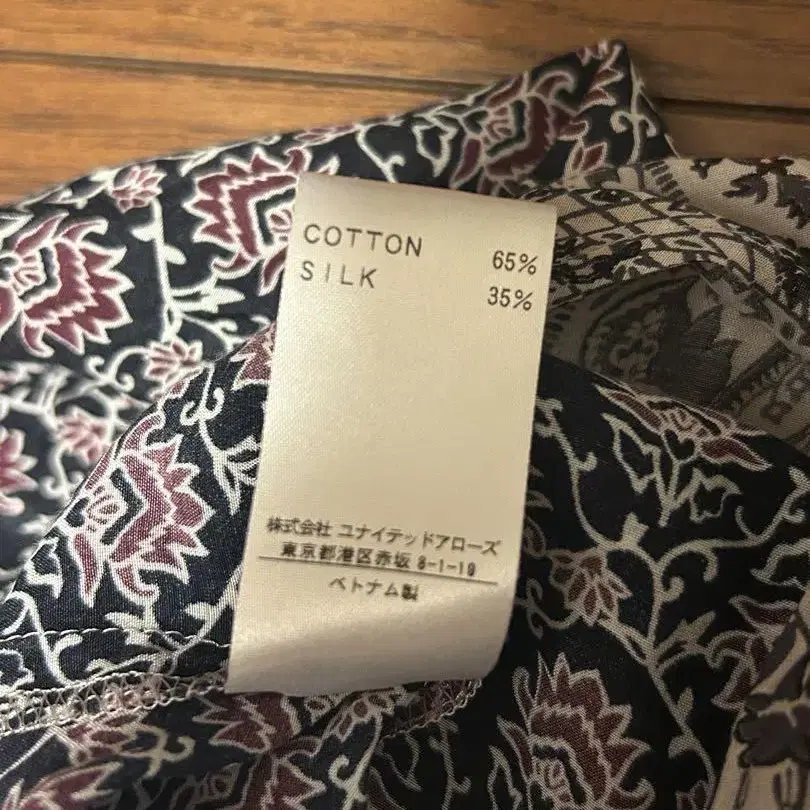 COTTON 65%
SILK 35%
株式会社 ユナイテッドアローズ
東京都港区赤坂 8-1-19
ベトナム製